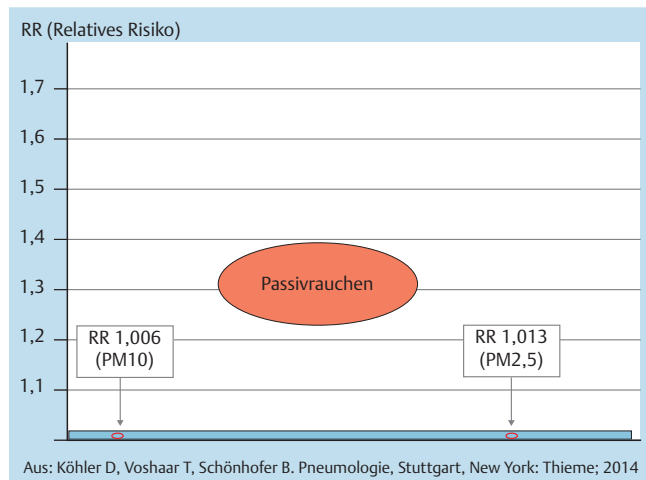 RR (Relatives Risiko)
1,7
1,6
1,5
1,4
1,3
1,2
1,1
Passivrauchen
RR 1,006
(PM10)
RR 1,013
(PM2,5)
Aus: Köhler D, Voshaar T, Schönhofer B. Pneumologie, Stuttgart, New York: Thieme; 2014